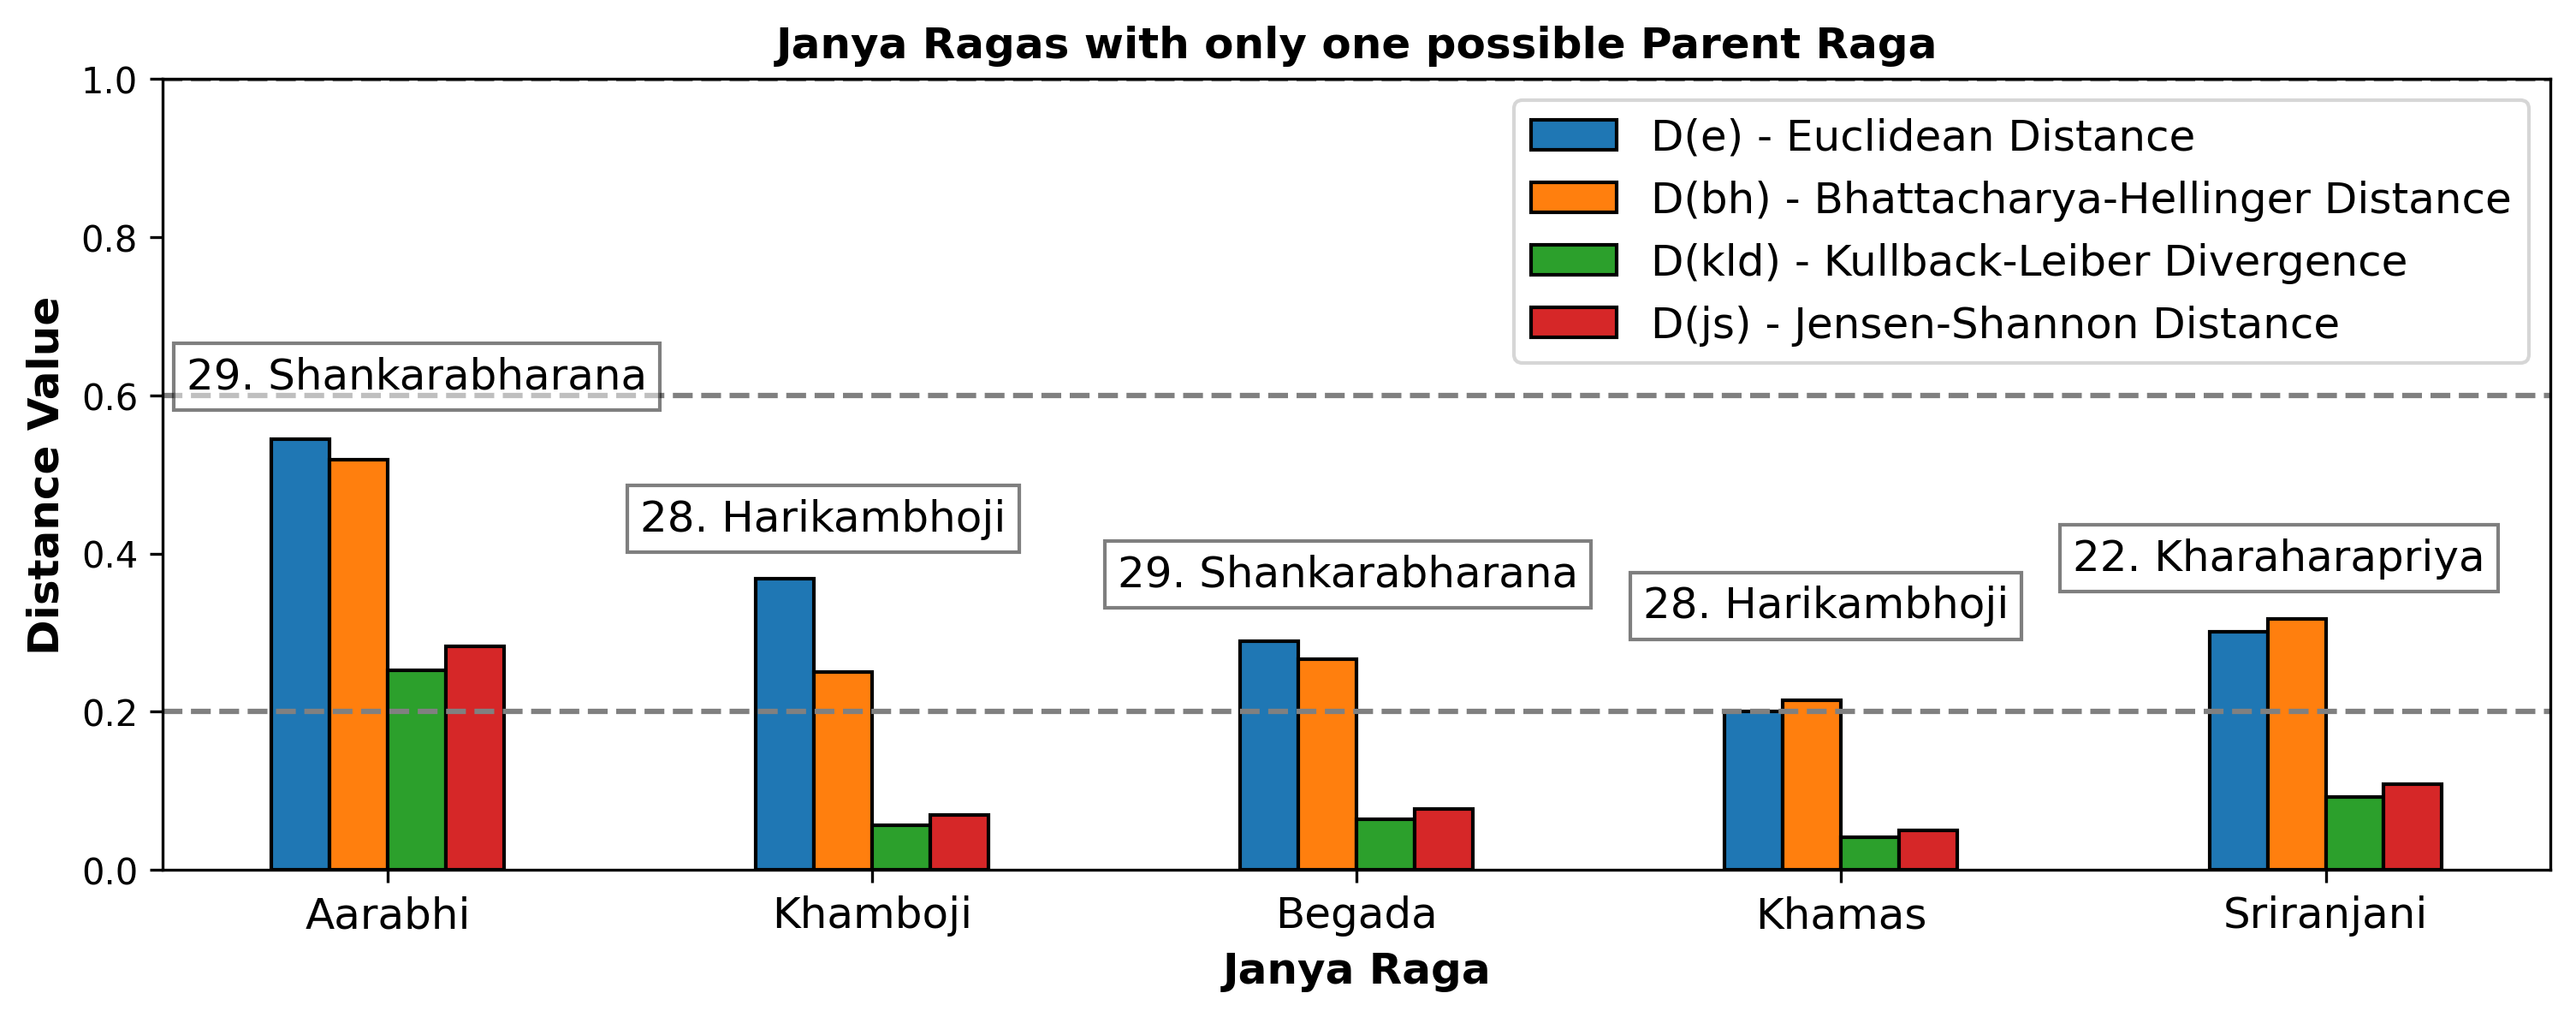 Janya Ragas with only one possible Parent Raga
1.0
0.8
0.6
0.4
0.2
0.0
Distance Value
D(e) - Euclidean Distance
D(bh) - Bhattacharya-Hellinger Distance
D(kld) - Kullback-Leiber Divergence
D(js) - Jensen-Shannon Distance
29. Shankarabharana
28. Harikambhoji
29. Shankarabharana
28. Harikambhoji
22. Kharaharapriya
Aarabhi
Khamboji
Begada
Khamas
Sriranjani
Janya Raga